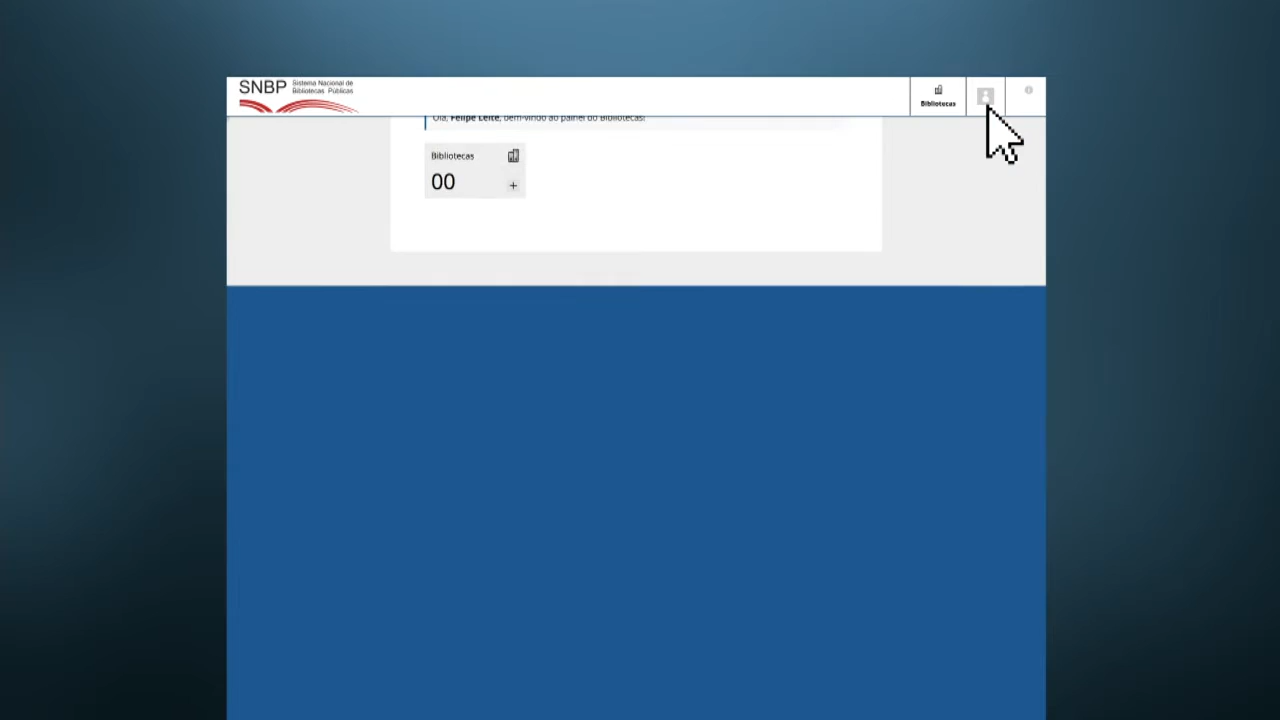 SNBP
Sistema Nacional de
Bibliotecas Públicas
Bibliotecas
Olá, Felipe Leite, bem-vindo ao painel do Bibliotecas!
Bibliotecas
00
+